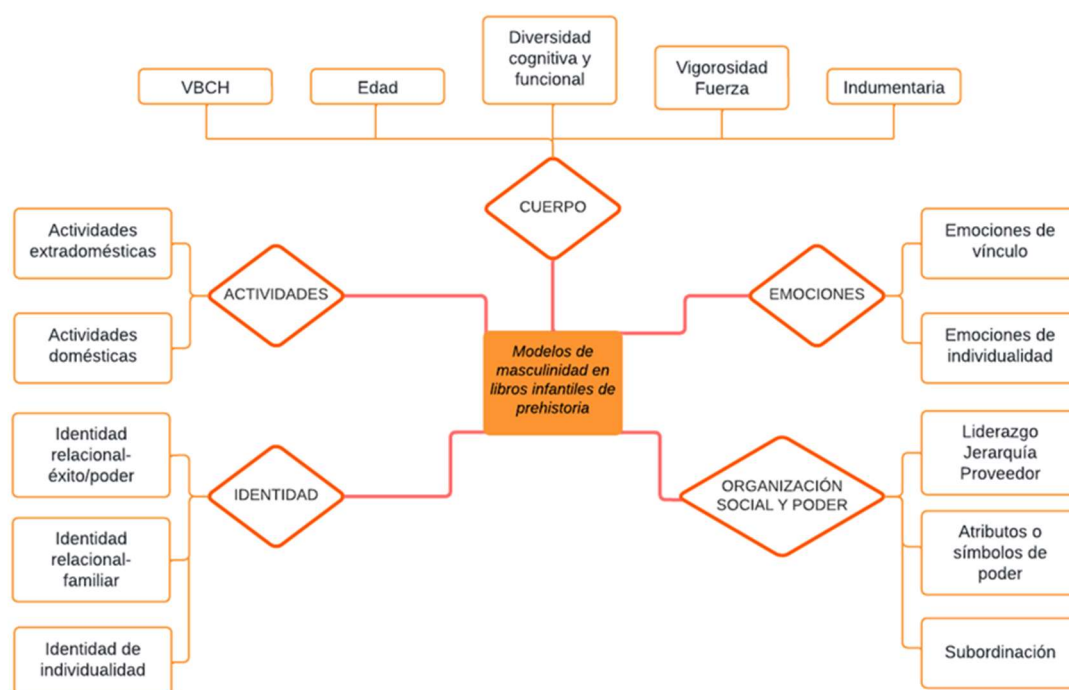 VBCH
Edad
Diversidad
cognitiva y
funcional
Vigorosidad
Fuerza
Indumentaria
CUERPO
Actividades
extradomésticas
Actividades
domésticas
ACTIVIDADES
Emociones de
vínculo
Emociones de
individualidad
EMOCIONES
Modelos de
masculinidad en
libros infantiles de
prehistoria
Identidad
relacional-
éxito/poder
Identidad
relacional-
familiar
Identidad de
individualidad
IDENTIDAD
ORGANIZACIÓN
SOCIAL Y PODER
Liderazgo
Jerarquía
Proveedor
Atributos o
símbolos de
poder
Subordinación